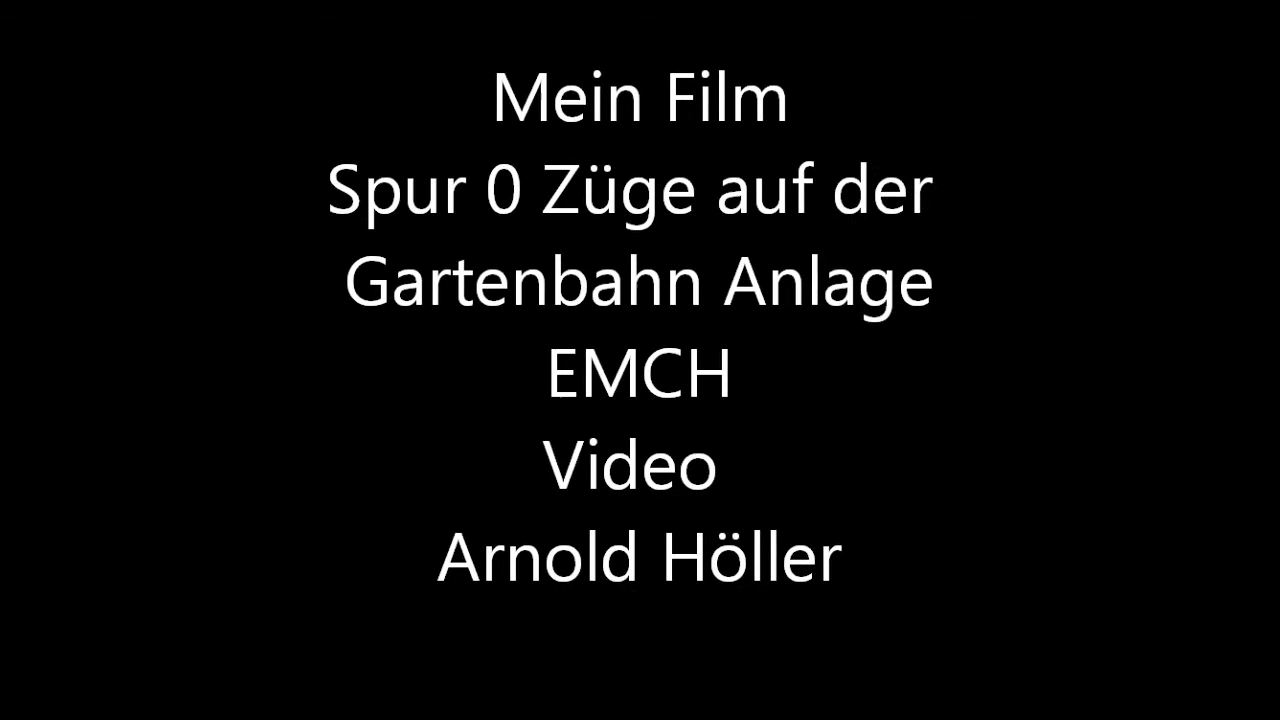 Mein Film
Spur 0 Züge auf der
Gartenbahn Anlage
EMCH
Video
Arnold Höller